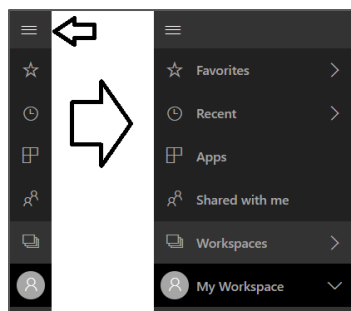 Favorites
Recent
Apps
Shared with me
Workspaces
My Workspace